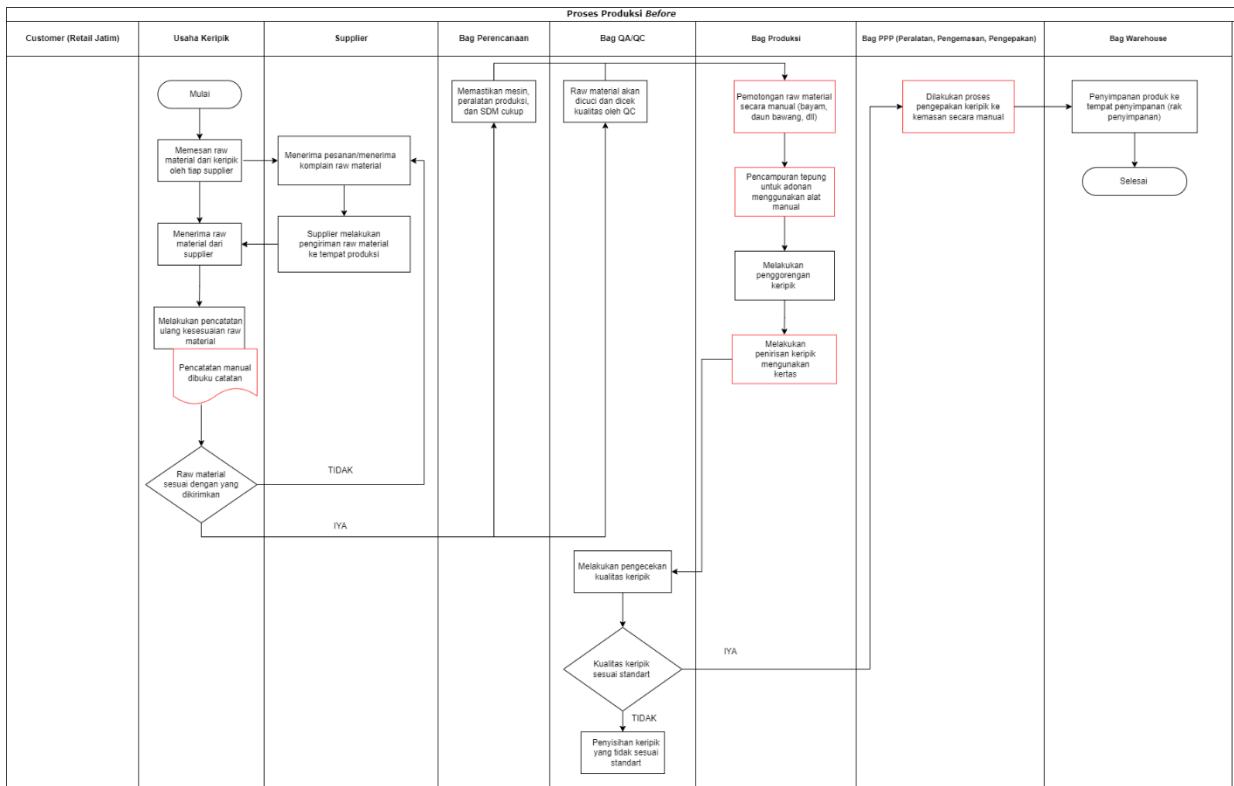 Proses Produksi Before
Customer (Retail Jatim)
Usaha Keripik
Supplier
Bag Perencanaan
Bag QA/QC
Bag Produksi
Bag PPP (Peralatan, Pengemasan, Pengepakan)
Bag Warehouse
Mulai
Memesan raw
material dari keripik
oleh tiap supplier
Menerima raw
material dari
supplier
Melakukan pencatatan
ulang kesesuaian raw
material
Pencatatan manual
dibuku catatan
Raw material
sesuai dengan yang
dikirimkan
TIDAK
IYA
Menerima pesanan/menerima
komplain raw material
Supplier melakukan
pengiriman raw material
ke tempat produksi
Memastikan mesin,
peralatan produksi,
dan SDM cukup
Raw material akan
dicuci dan dicek
kualitas oleh QC
Pemotongan raw material
secara manual (bayam,
daun bawang, dll)
Pencampuran tepung
untuk adonan
menggunakan alat
manual
Melakukan
penggorengan
keripik
Melakukan
penirisan keripik
mengunakan
kertas
Melakukan pengecekan
kualitas keripik
Kualitas keripik
sesuai standart
IYA
TIDAK
Penyisihan keripik
yang tidak sesuai
standart
Dilakukan proses
pengepakan keripik ke
kemasan secara manual
Penyimpanan produk ke
tempat penyimpanan (rak
penyimpanan)
Selesai